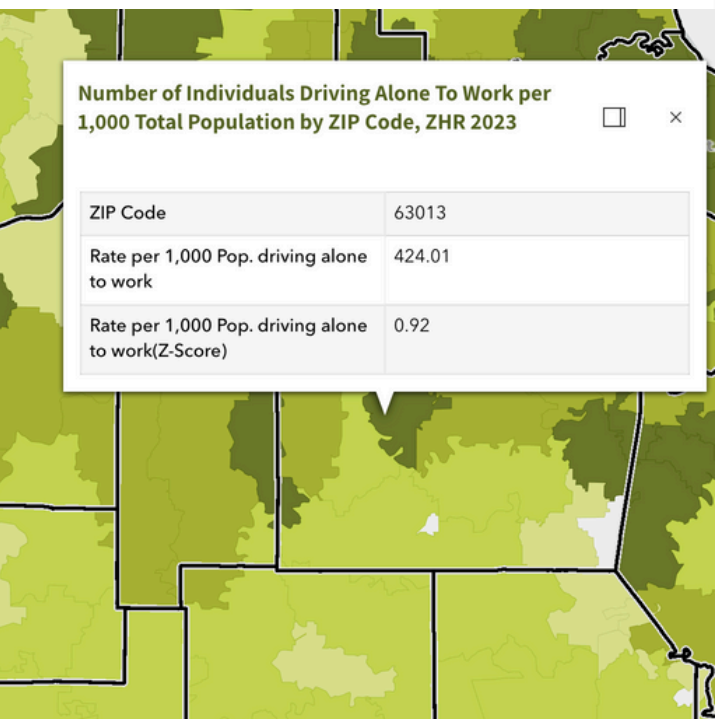 Number of Individuals Driving Alone To Work per
1,000 Total Population by ZIP Code, ZHR 2023
ZIP Code 63013
Rate per 1,000 Pop. driving alone 424.01
to work
Rate per 1,000 Pop. driving alone 0.92
to work(Z-Score)